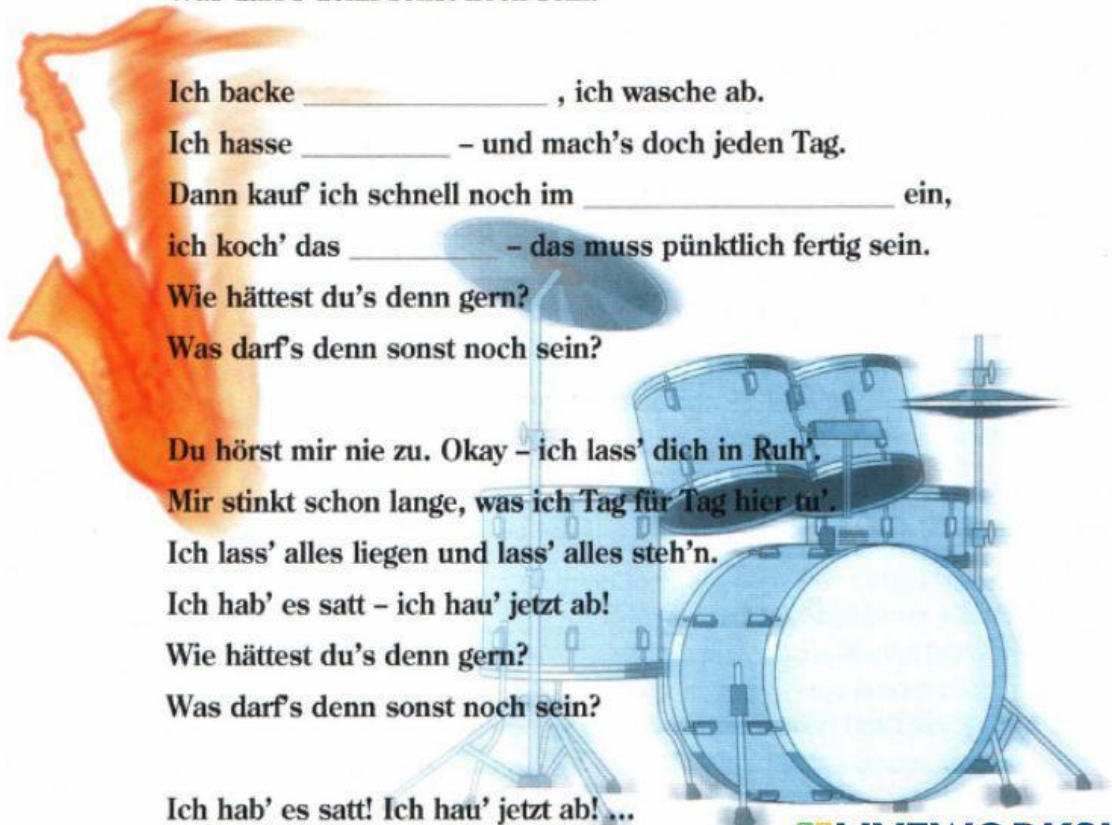 Ich backe _______________ , ich wasche ab.
Ich hasse _________ – und mach's doch jeden Tag.
Dann kauf' ich schnell noch im ___________________ ein,
ich koch' das _________ – das muss pünktlich fertig sein.
Wie hättest du's denn gern?
Was darf's denn sonst noch sein?
Du hörst mir nie zu. Okay – ich lass' dich in Ruh'.
Mir stinkt schon lange, was ich Tag für Tag hier tu'.
Ich lass' alles liegen und lass' alles steh'n.
Ich hab' es satt – ich hau' jetzt ab!
Wie hättest du's denn gern?
Was darf's denn sonst noch sein?
Ich hab' es satt! Ich hau' jetzt ab! ...